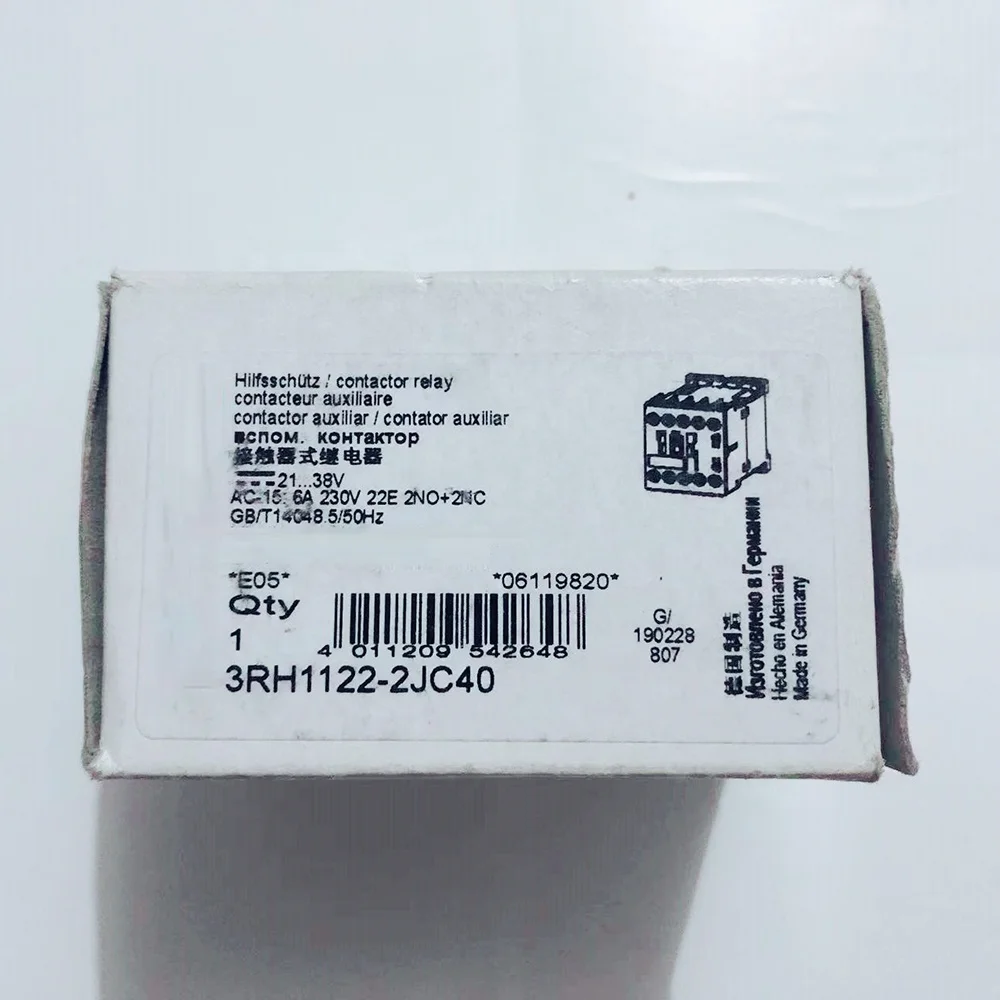 Hilfsschütz / contactor relay
contacteur auxiliaire
contactor auxiliar / contator auxiliar
вспом. контактор
接触器式继电器
21...38V
AC-15: 6A 230V 22E 2NO+2NC
GB/T14048.5/50Hz
*E05*
*06119820*
Qty
1
4 011209 542648
3RH1122-2JC40
G/
190228
807
德国制造
Изготовлено в Германии
Hecho en Alemania
Made in Germany